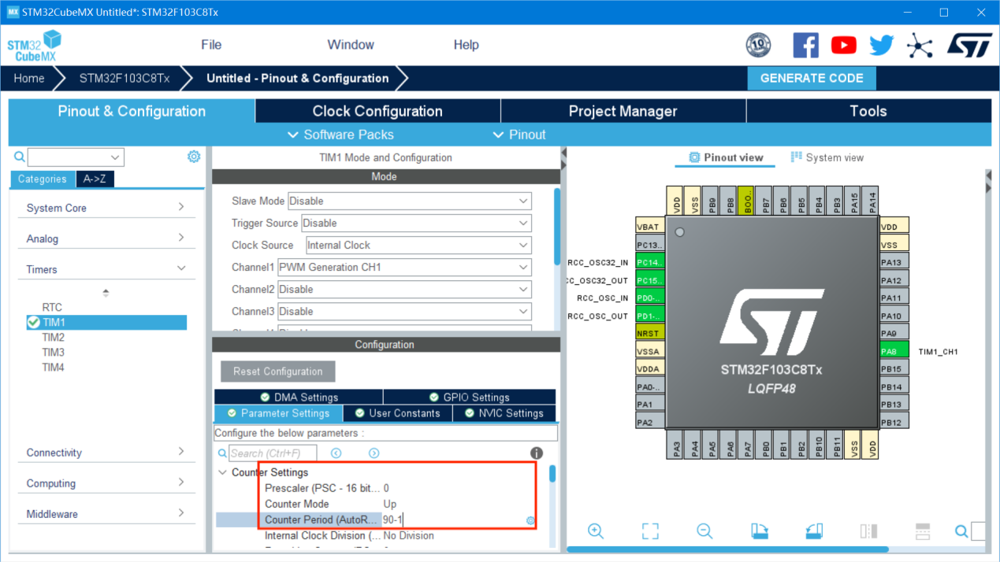 MX STM32CubeMX Untitled*: STM32F103C8Tx
STM32 CubeMX
File Window Help
10
ST
Home STM32F103C8Tx Untitled - Pinout & Configuration GENERATE CODE
Pinout & Configuration Clock Configuration Project Manager Tools
Software Packs Pinout
Categories A->Z
System Core
Analog
Timers
RTC
TIM1
TIM2
TIM3
TIM4
Connectivity
Computing
Middleware
TIM1 Mode and Configuration
Mode
Slave Mode Disable
Trigger Source Disable
Clock Source Internal Clock
Channel1 PWM Generation CH1
Channel2 Disable
Channel3 Disable
Configuration
Reset Configuration
DMA Settings GPIO Settings
Parameter Settings User Constants NVIC Settings
Configure the below parameters :
Search (Ctrl+F)
Counter Settings
Prescaler (PSC - 16 bit... 0
Counter Mode Up
Counter Period (AutoR... 90-1
Internal Clock Division (... No Division
Pinout view System view
VDD VSS PB9 PB8 BOO.. PB7 PB6 PB5 PB4 PB3 PA15 PA14
VBAT
PC13..
RCC_OSC32_IN PC14..
CC_OSC32_OUT PC15..
RCC_OSC_IN PD0-..
RCC_OSC_OUT PD1-..
NRST
VSSA
VDDA
PA0-..
PA1
PA2
ST
STM32F103C8Tx
LQFP48
VDD
VSS
PA13
PA12
PA11
PA10
PA9
PA8 TIM1_CH1
PB15
PB14
PB13
PB12
PA3 PA4 PA5 PA6 PA7 PB0 PB1 PB2 PB10 PB11 VSS VDD